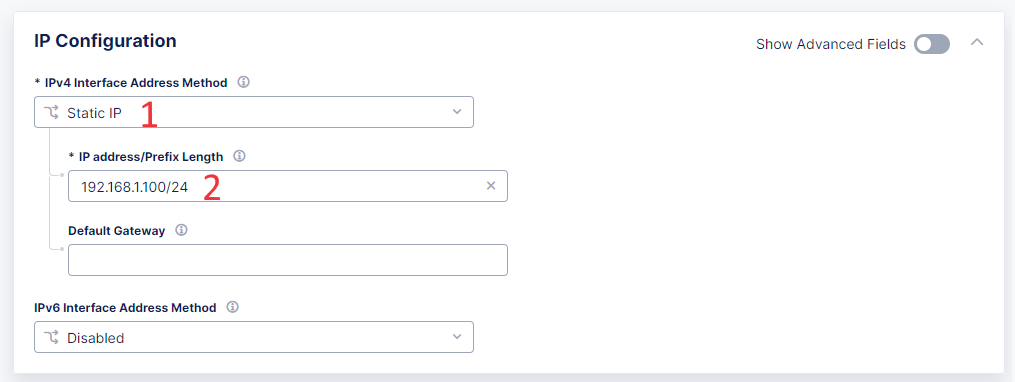 IP Configuration
Show Advanced Fields
* IPv4 Interface Address Method
Static IP 1
* IP address/Prefix Length
192.168.1.100/24 2
Default Gateway
IPv6 Interface Address Method
Disabled